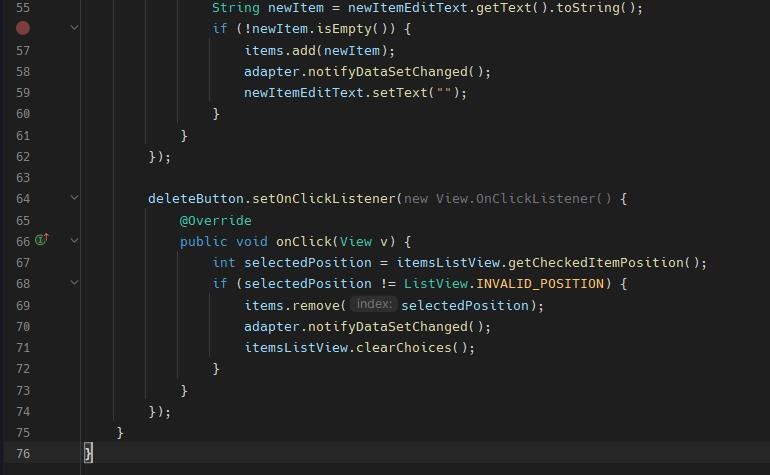 55 String newItem = newItemEditText.getText().toString();
if (!newItem.isEmpty()) {
57 items.add(newItem);
58 adapter.notifyDataSetChanged();
59 newItemEditText.setText("");
60 }
61 }
62 });
63
64 deleteButton.setOnClickListener(new View.OnClickListener() {
65 @Override
66 public void onClick(View v) {
67 int selectedPosition = itemsListView.getCheckedItemPosition();
68 if (selectedPosition != ListView.INVALID_POSITION) {
69 items.remove( index: selectedPosition);
70 adapter.notifyDataSetChanged();
71 itemsListView.clearChoices();
72 }
73 }
74 });
75 }
76 }